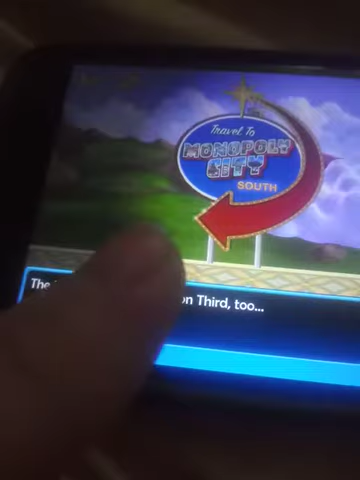 Travel To
MONOPOLY
CITY
SOUTH
The
on Third, too...